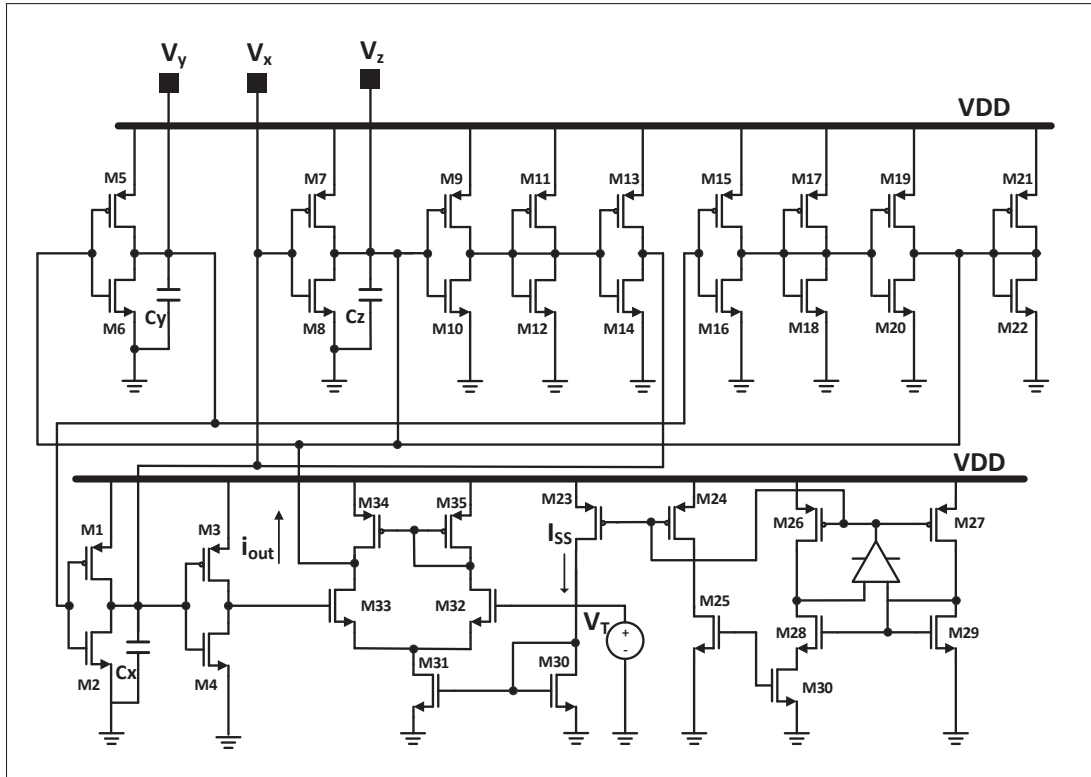 Vy
Vx
Vz
VDD
M5
M7
M9
M11
M13
M15
M17
M19
M21
M6
Cy
M8
Cz
M10
M12
M14
M16
M18
M20
M22
VDD
M1
M3
iout
M34
M35
M23
M24
ISS
M26
M27
M33
M32
VT
+
-
M25
M28
M29
M2
Cx
M4
M31
M30
M30